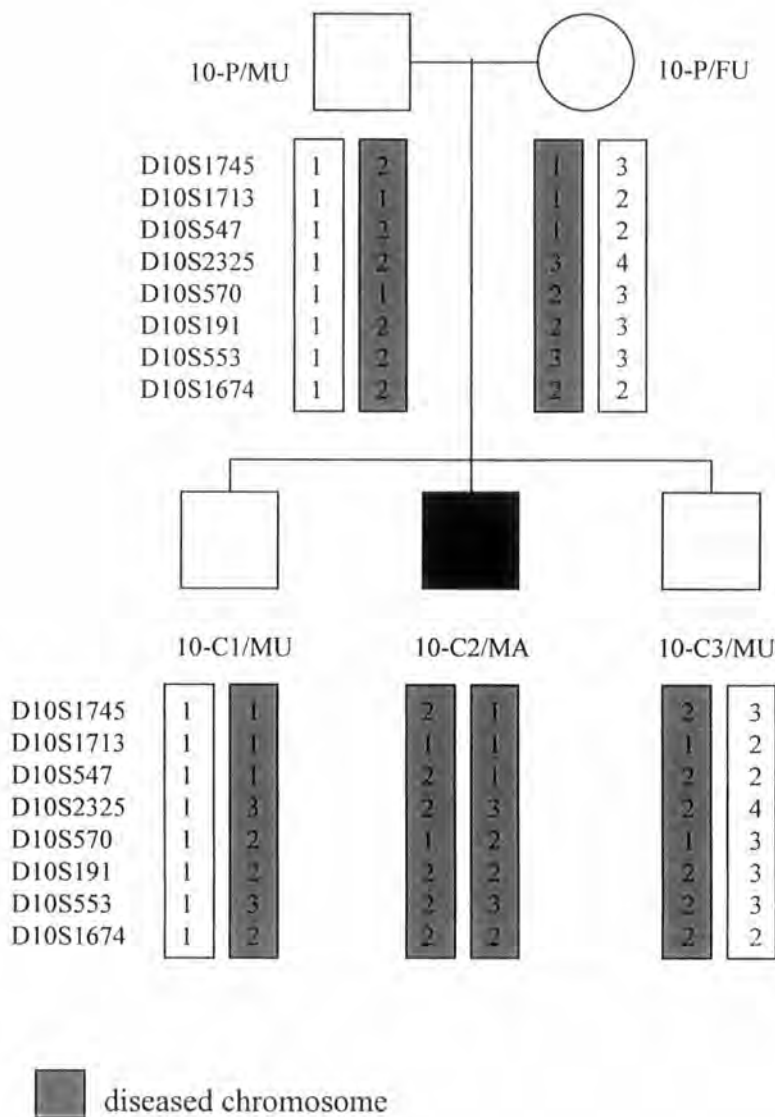 10-P/MU 10-P/FU
D10S1745 1 2 1 3
D10S1713 1 1 1 2
D10S547 1 2 1 2
D10S2325 1 2 3 4
D10S570 1 1 2 3
D10S191 1 2 2 3
D10S553 1 2 3 3
D10S1674 1 2 2 2
10-C1/MU 10-C2/MA 10-C3/MU
D10S1745 1 1 2 1 2 3
D10S1713 1 1 1 1 1 2
D10S547 1 1 2 1 2 2
D10S2325 1 3 2 3 2 4
D10S570 1 2 1 2 1 3
D10S191 1 2 2 2 2 3
D10S553 1 3 2 3 2 3
D10S1674 1 2 2 2 2 2
diseased chromosome